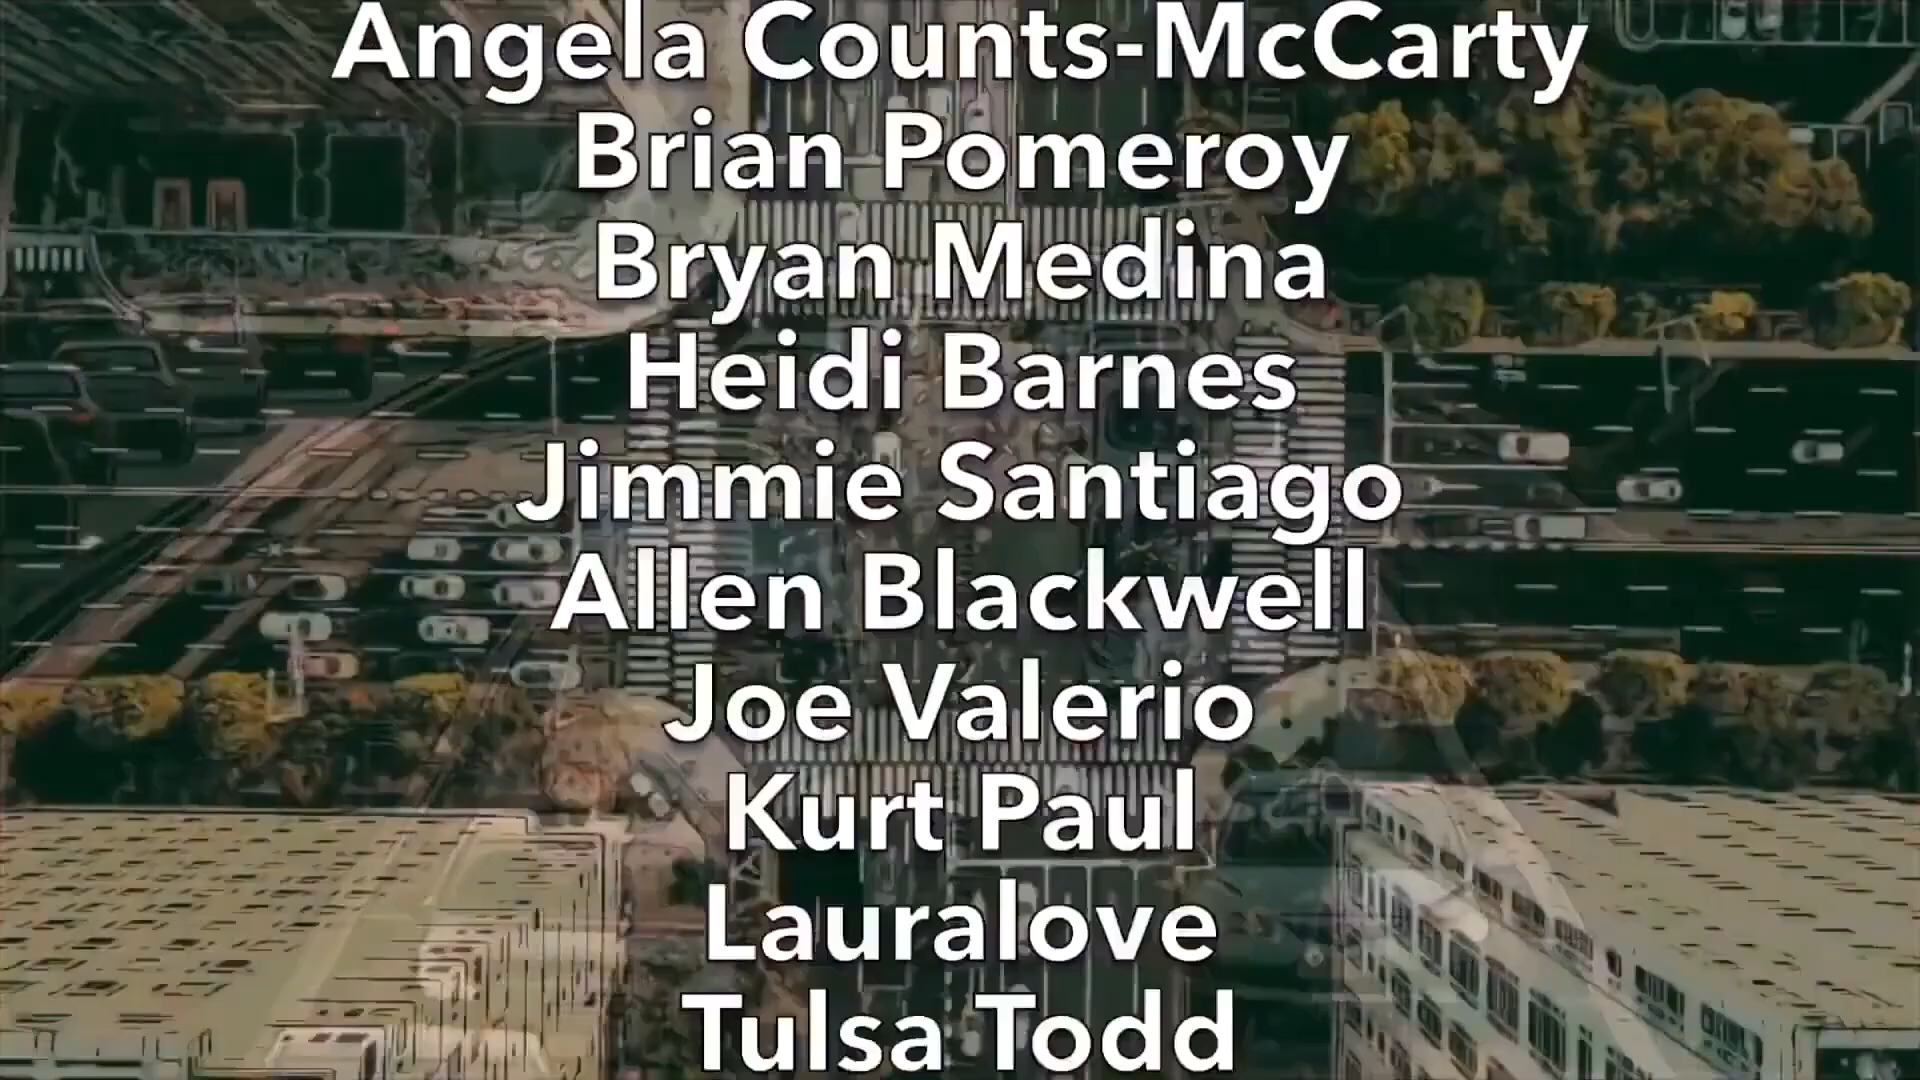 Angela Counts-McCarty
Brian Pomeroy
Bryan Medina
Heidi Barnes
Jimmie Santiago
Allen Blackwell
Joe Valerio
Kurt Paul
Lauralove
Tulsa Todd